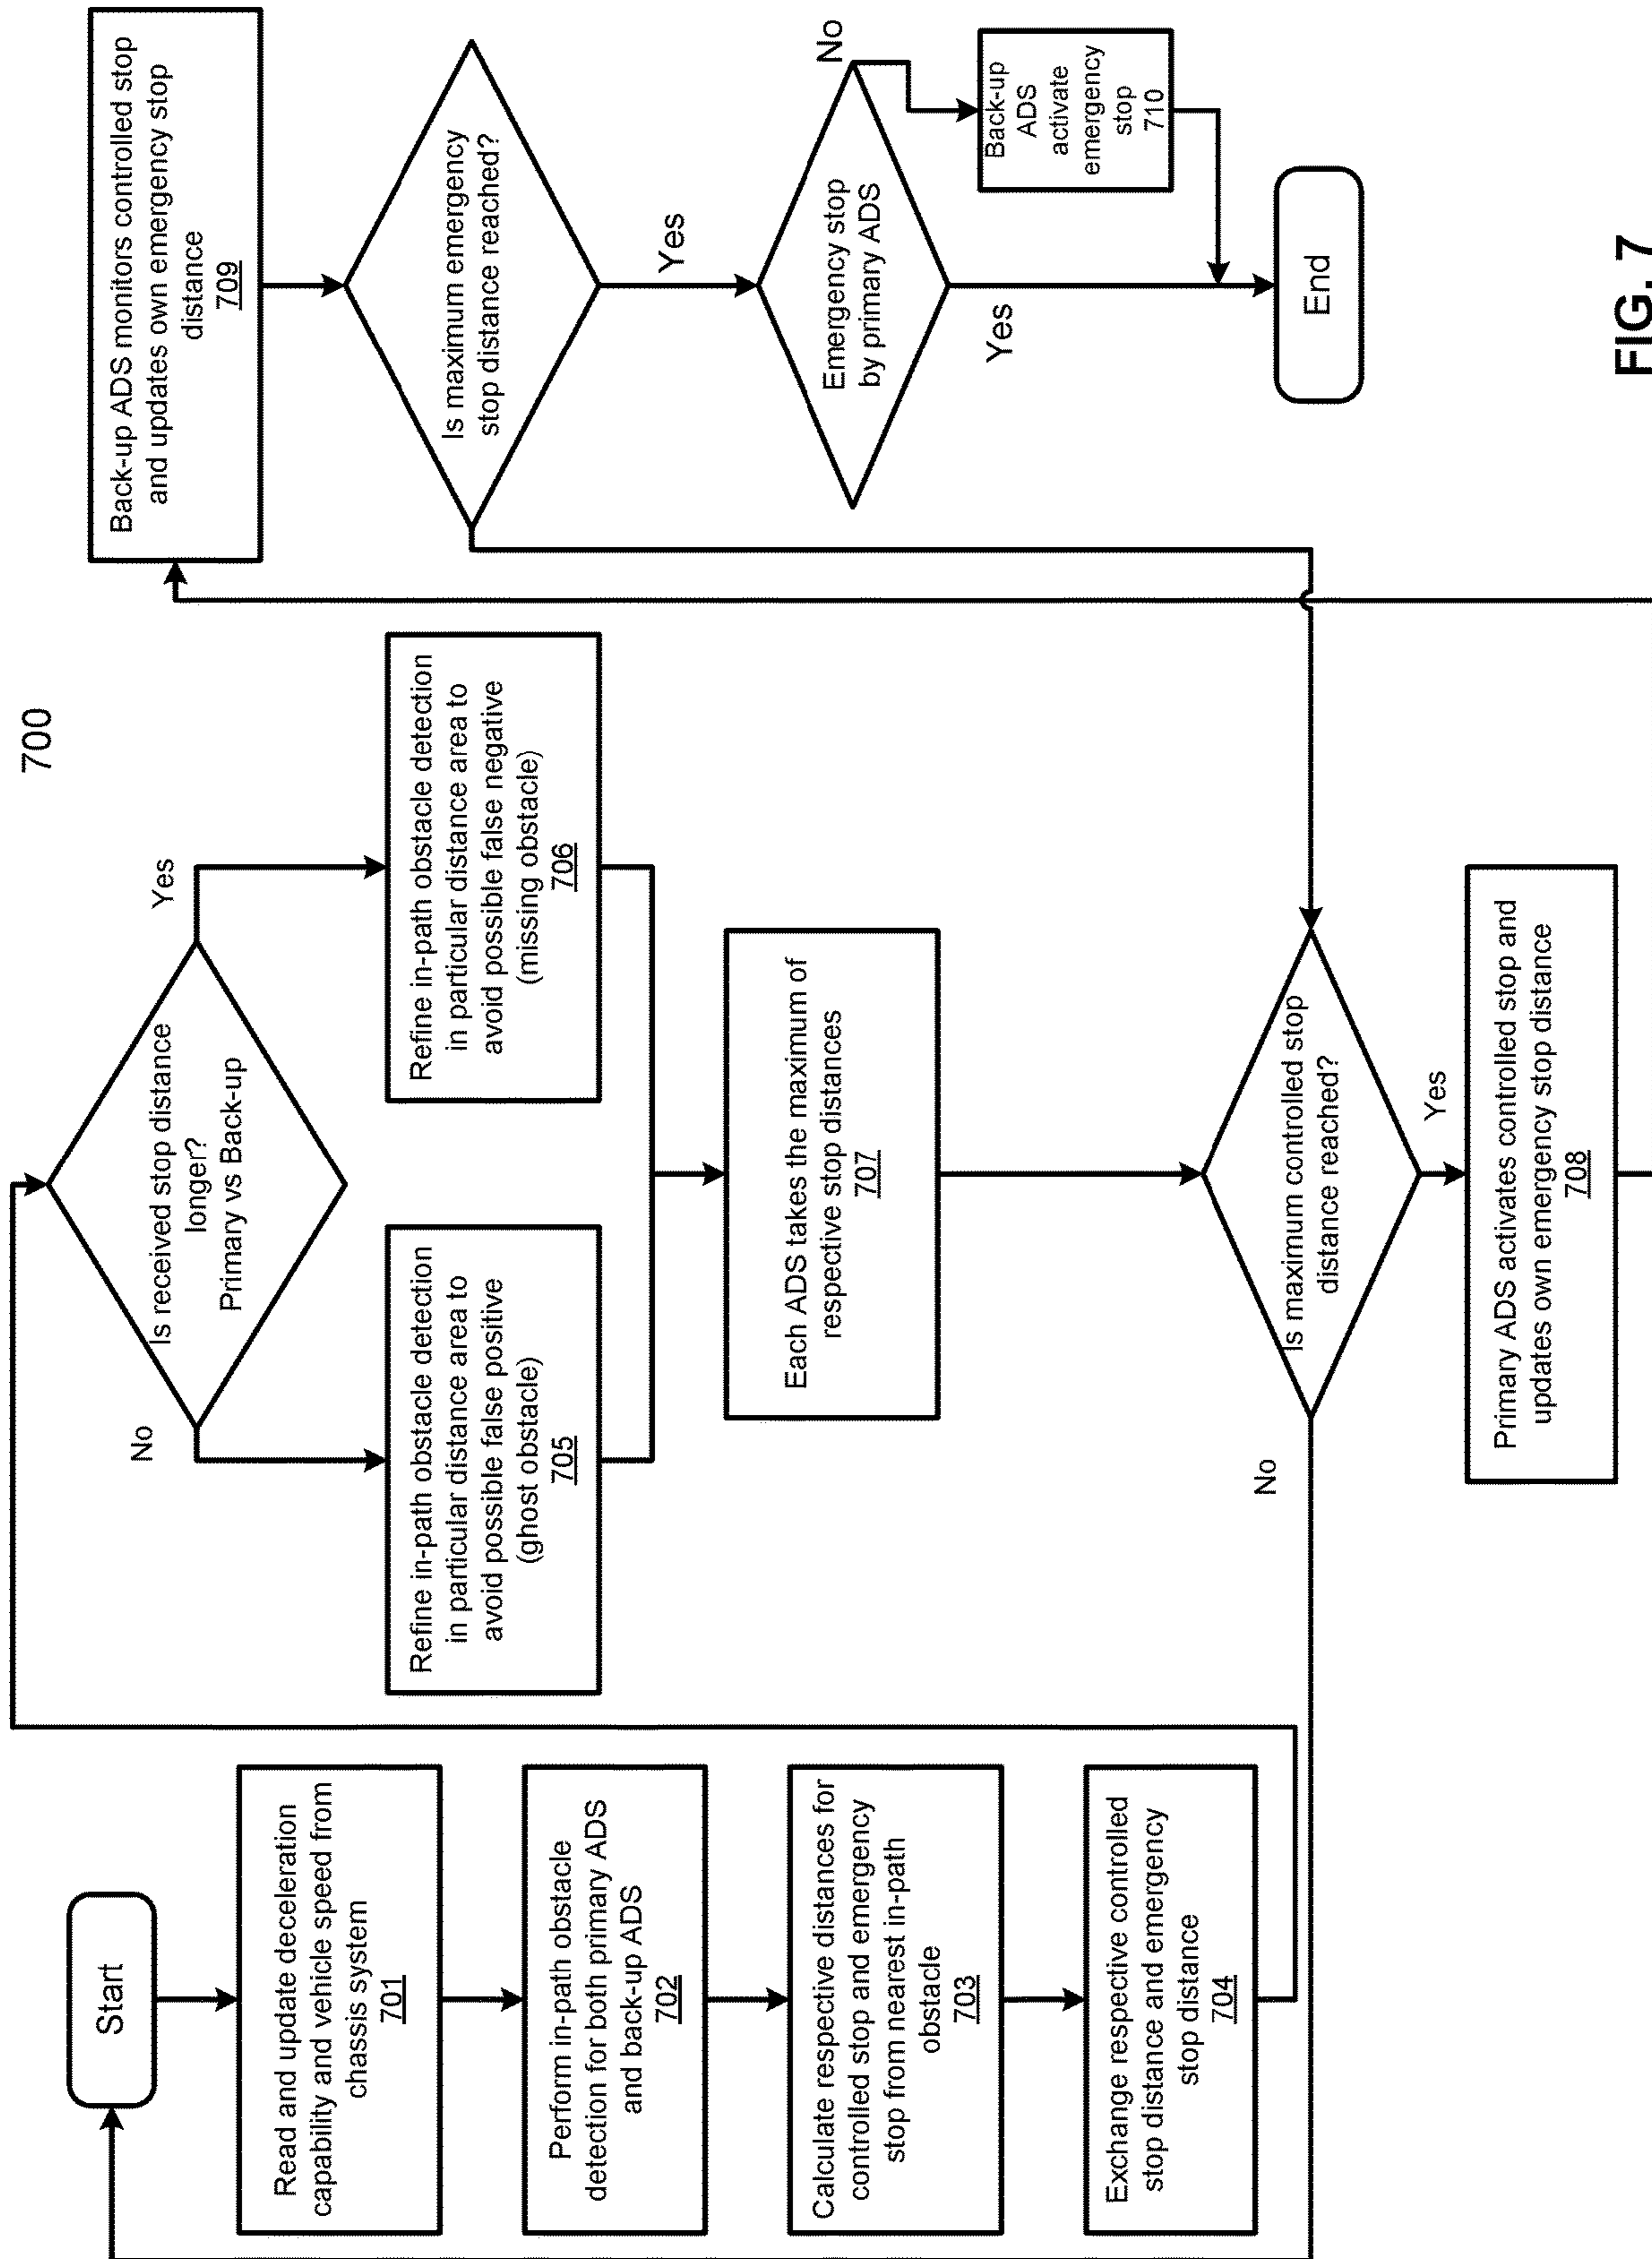 700
Start
Read and update deceleration
capability and vehicle speed from
chassis system
701
Perform in-path obstacle
detection for both primary ADS
and back-up ADS
702
Calculate respective distances for
controlled stop and emergency
stop from nearest in-path
obstacle
703
Exchange respective controlled
stop distance and emergency
stop distance
704
Is received stop distance
longer?
Primary vs Back-up
No
Yes
Refine in-path obstacle detection
in particular distance area to
avoid possible false positive
(ghost obstacle)
705
Refine in-path obstacle detection
in particular distance area to
avoid possible false negative
(missing obstacle)
706
Each ADS takes the maximum of
respective stop distances
707
Is maximum controlled stop
distance reached?
No
Yes
Primary ADS activates controlled stop and
updates own emergency stop distance
708
Back-up ADS monitors controlled stop
and updates own emergency stop
distance
709
Is maximum emergency
stop distance reached?
Yes
Emergency stop
by primary ADS
No
Yes
Back-up
ADS
activate
emergency
stop
710
End
FIG. 7